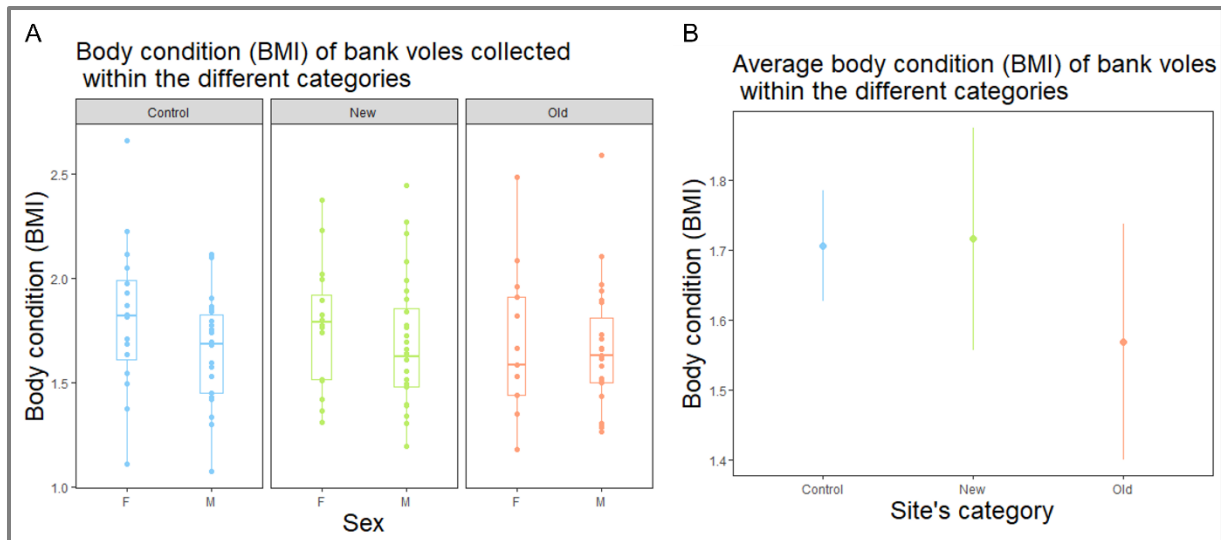 A
Body condition (BMI) of bank voles collected
within the different categories
Control
New
Old
Body condition (BMI)
2.5
2.0
1.5
1.0
F
M
F
M
F
M
Sex
B
Average body condition (BMI) of bank voles
within the different categories
Body condition (BMI)
1.8
1.7
1.6
1.5
1.4
Control
New
Old
Site's category